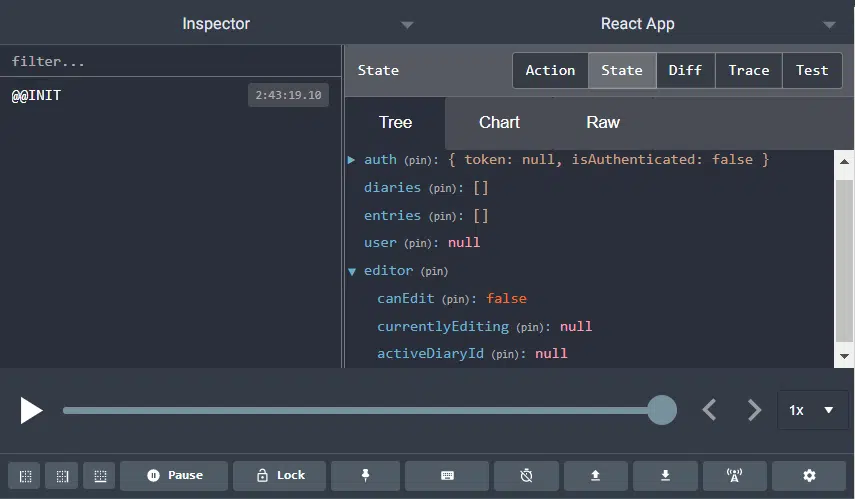 Inspector React App
filter...
@@INIT 2:43:19.10
State Action State Diff Trace Test
Tree Chart Raw
auth (pin): { token: null, isAuthenticated: false }
diaries (pin): []
entries (pin): []
user (pin): null
editor (pin)
canEdit (pin): false
currentlyEditing (pin): null
activeDiaryId (pin): null
1x
Pause Lock